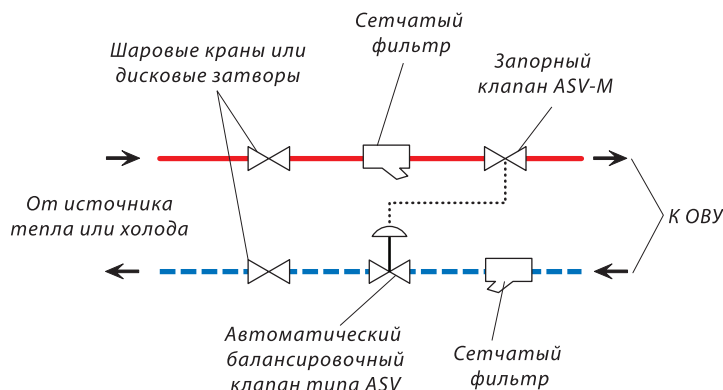 Сетчатый
фильтр
Шаровые краны или
дисковые затворы
Запорный
клапан ASV-M
От источника
тепла или холода
К ОВУ
Автоматический
балансировочный
клапан типа ASV
Сетчатый
фильтр